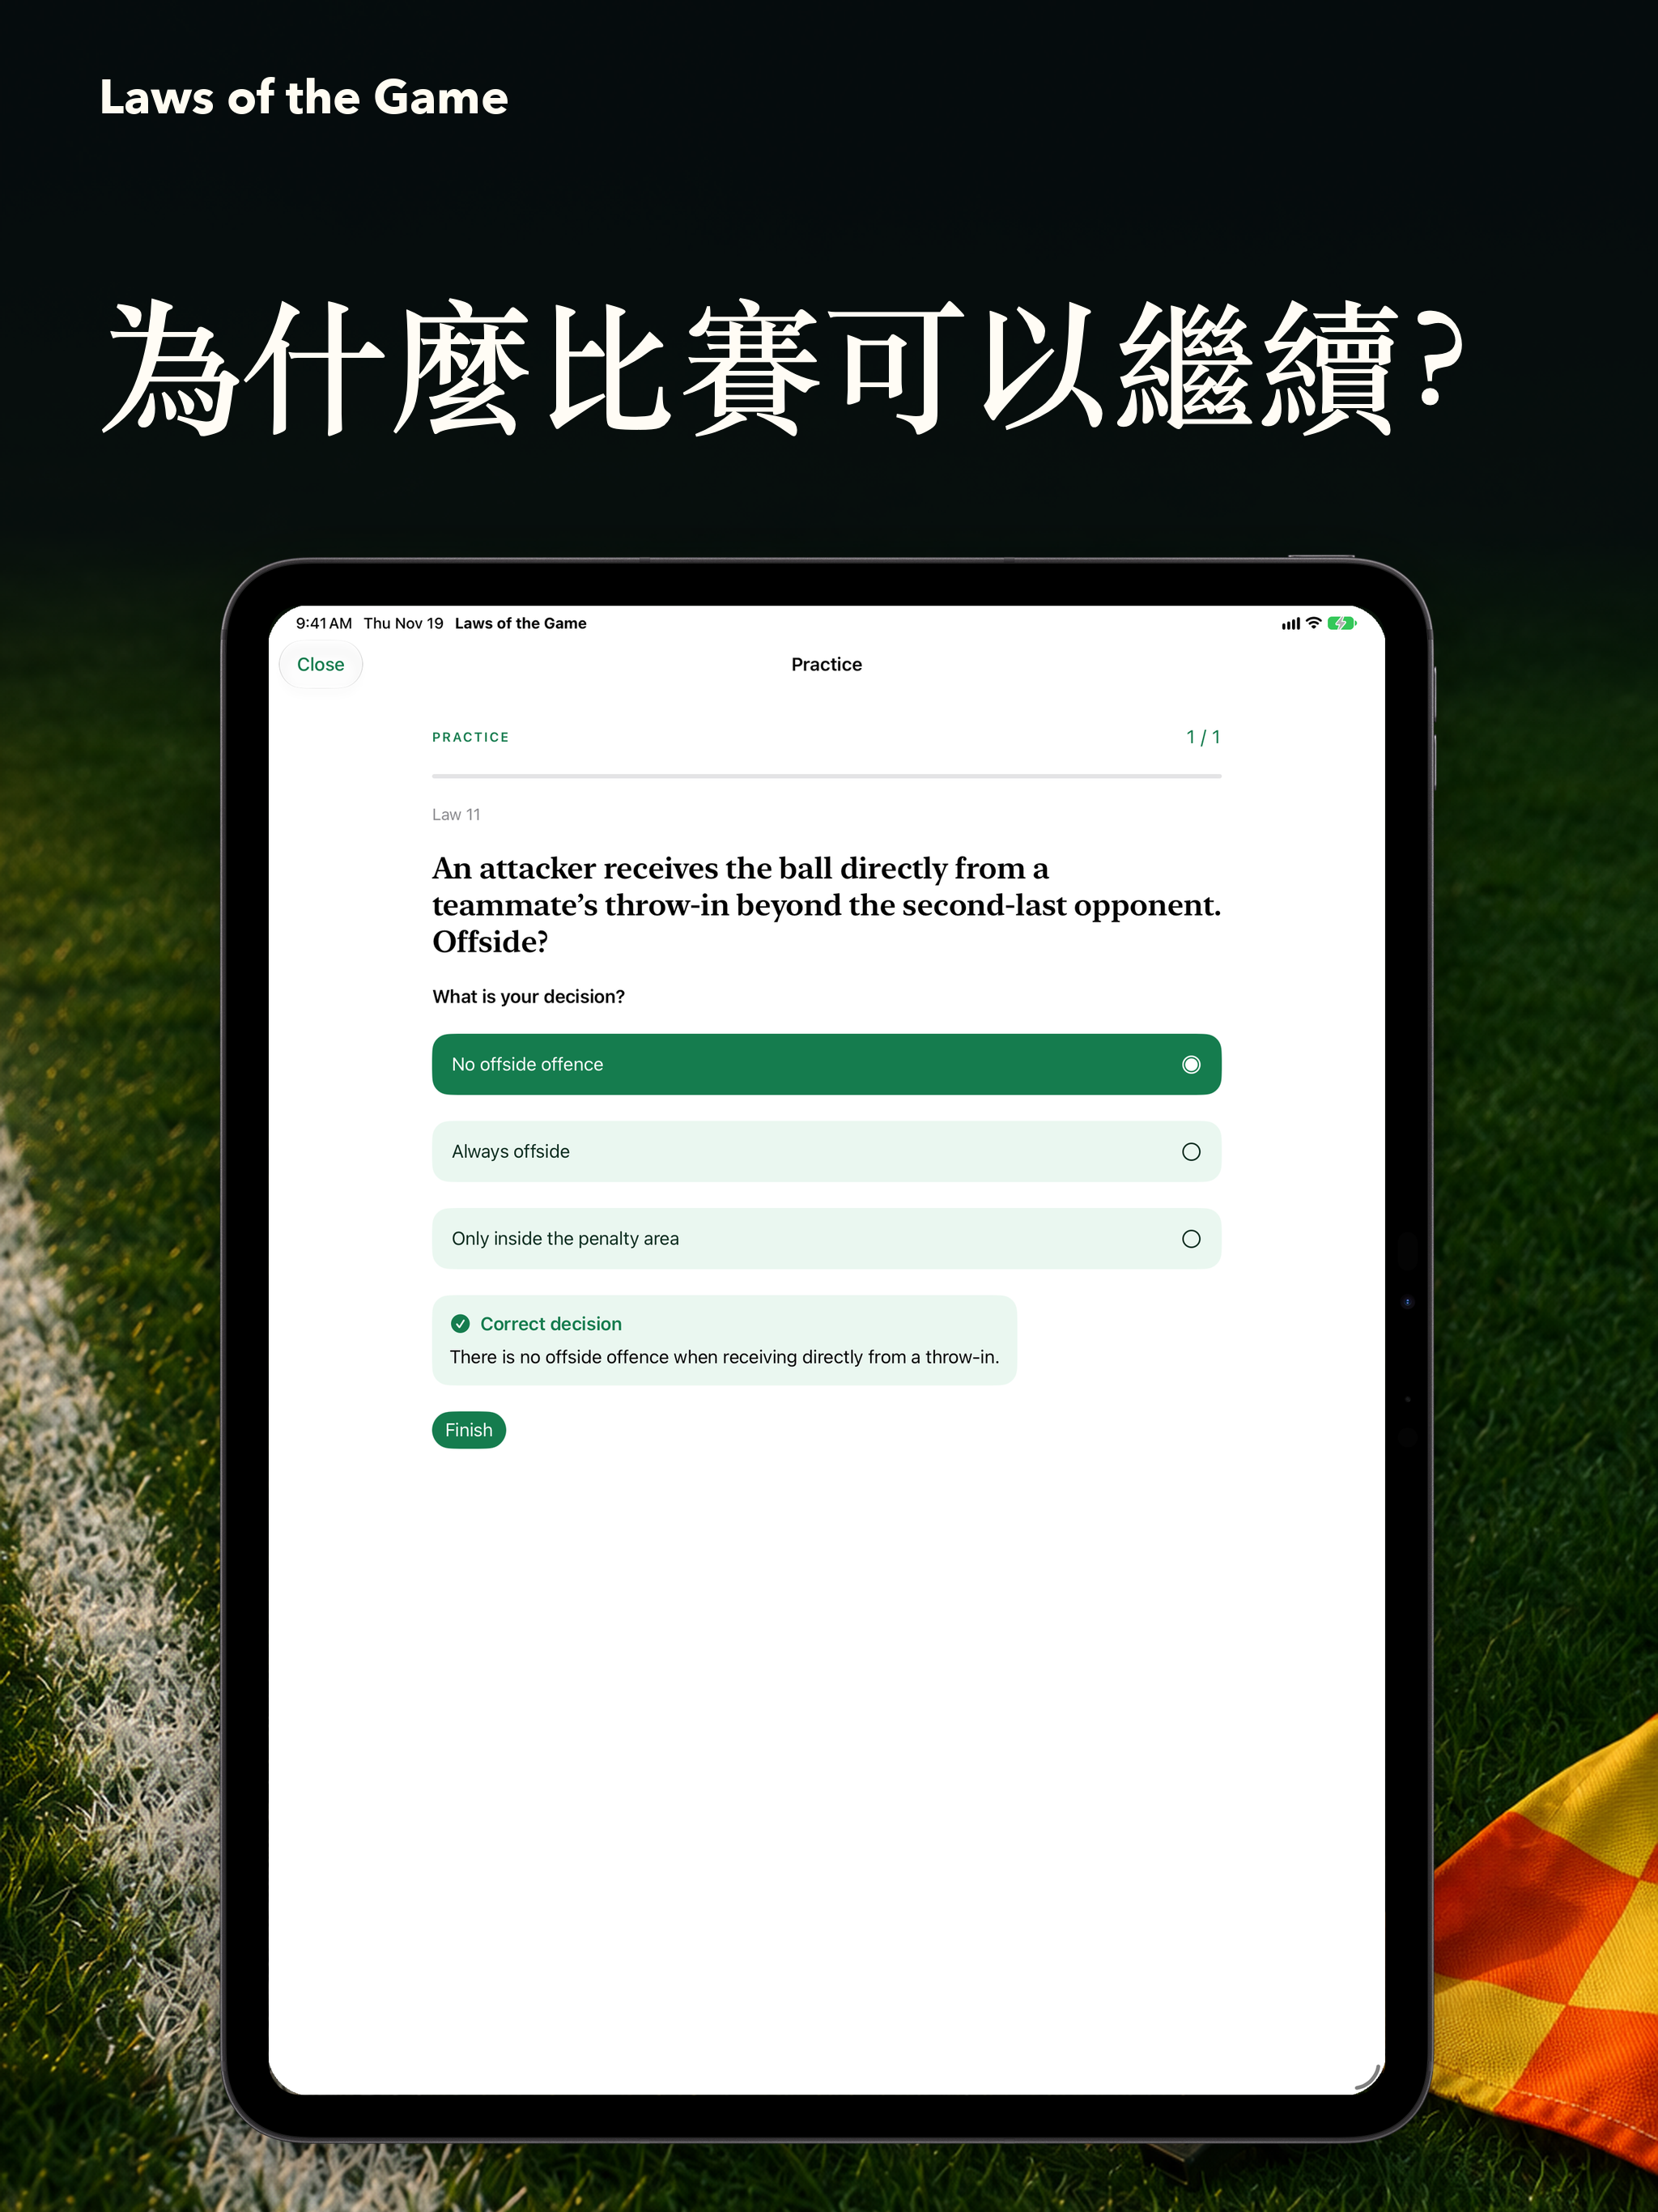 Laws of the Game
為什麼比賽可以繼續？
9:41 AM Thu Nov 19 Laws of the Game
Close
Practice
PRACTICE
1 / 1
Law 11
An attacker receives the ball directly from a
teammate’s throw-in beyond the second-last opponent.
Offside?
What is your decision?
No offside offence
Always offside
Only inside the penalty area
Correct decision
There is no offside offence when receiving directly from a throw-in.
Finish